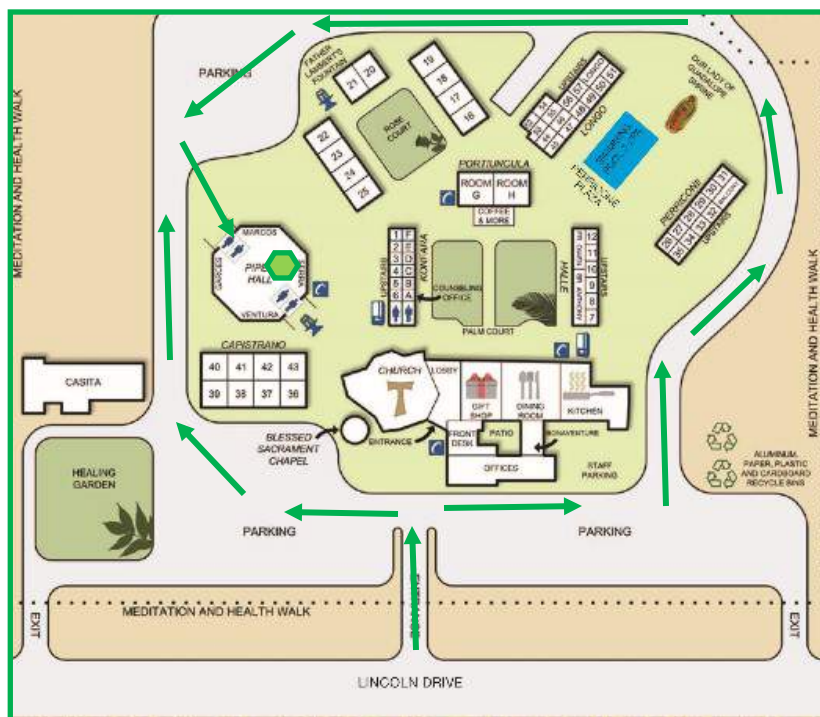 PARKING
FATHER
LAMBERT'S
FOUNTAIN
21 20
19
18
17
16
ROSE
COURT
22
23
24
25
UPSTAIRS
LONGO
LONGO
OUR LADY OF
GUADALUPE
SHRINE
PERRICONE
PLAZA
PERRICONE
UPSTAIRS
26 27 28 29 30 31
35 34 33 32
PORTIUNCULA
ROOM ROOM
G H
COFFEE
& MORE
MEDITATION AND HEALTH WALK
MARCOS
GARCES
HALL
SERRA
VENTURA
UPSTAIRS
1 F
2 E
3 D
4 C
5 B
6 A
KONTARA
COUNSELING
OFFICE
PALM COURT
HALLE
12
11
10
9
8
7
UPSTAIRS
MEDITATION AND HEALTH WALK
CAPISTRANO
40 41 42 43
39 38 37 36
CASITA
CHURCH
LOBBY
GIFT
SHOP
DINING
ROOM
KITCHEN
BLESSED
SACRAMENT
CHAPEL
ENTRANCE
FRONT
DESK
PATIO
BONAVENTURE
OFFICES
STAFF
PARKING
HEALING
GARDEN
ALUMINUM,
PAPER, PLASTIC
AND CARDBOARD
RECYCLE BINS
PARKING
PARKING
EXIT
MEDITATION AND HEALTH WALK
ENTRANCE
EXIT
LINCOLN DRIVE